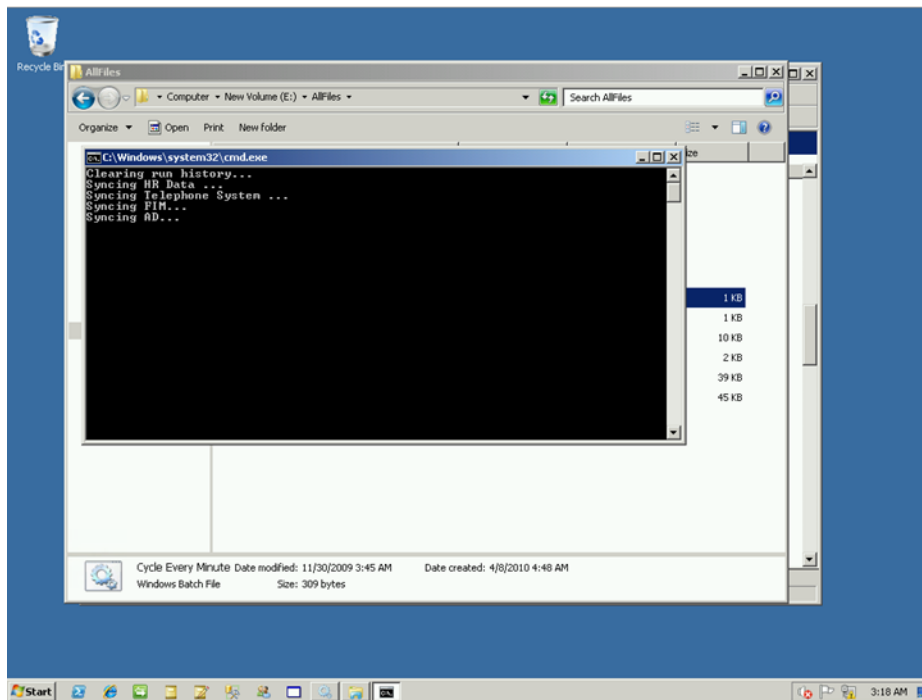 Recycle Bin
AllFiles
Computer New Volume (E:) AllFiles
Search AllFiles
Organize Open Print New folder
C:\Windows\system32\cmd.exe
Clearing run history...
Syncing HR Data ...
Syncing Telephone System ...
Syncing FIM...
Syncing AD...
ize
1 KB
1 KB
10 KB
2 KB
39 KB
45 KB
Cycle Every Minute Date modified: 11/30/2009 3:45 AM Date created: 4/8/2010 4:48 AM
Windows Batch File Size: 309 bytes
Start
3:18 AM